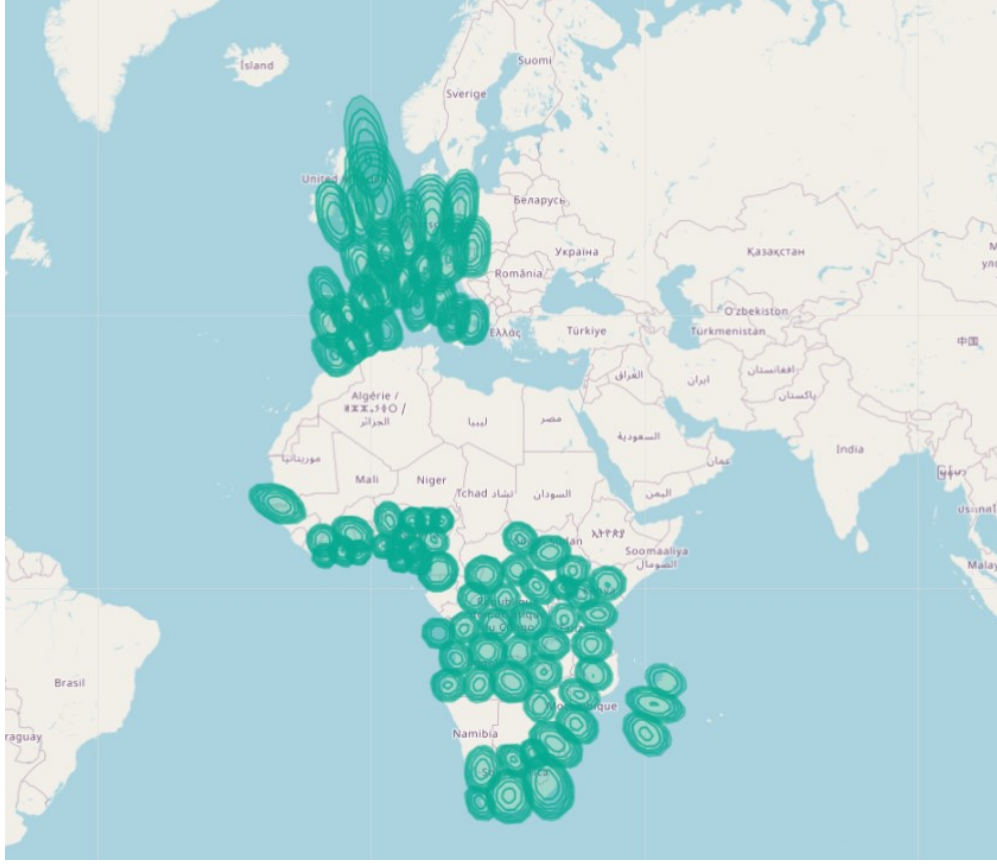 Ísland
Suomi
Sverige
United
Беларусь
Україна
Қазақстан
România
O'zbekiston
Türkiye
Turkmenistan
Ελλάς
中国
افغانستان
العراق
ایران
پاکستان
Algérie /
ⵍⵣⵣⴰⵢⴻⵔ /
الجزائر
ليبيا
مصر
السعودية
India
عمان
موريتانيا
Mali
Niger
Tchad تشاد
السودان
اليمن
ኢትዮጵያ
Soomaaliya
الصومال
Malay
Brasil
raguay
Namibia